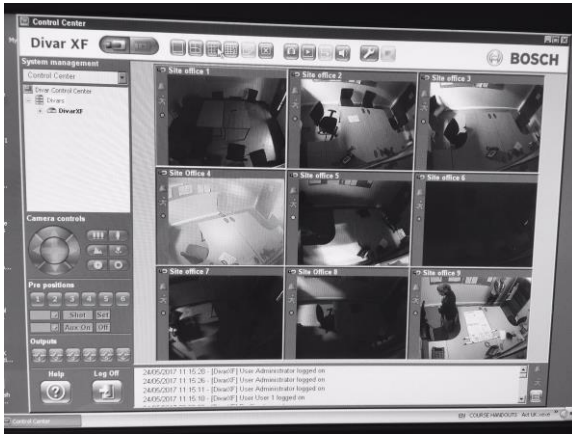 Control Center
Divar XF
BOSCH
System management
Control Center
Divar Control Center
Divars
DivarXF
Camera controls
Pre positions
1 2 3 4 5 6
Shot Set
Aux On Off
Outputs
Help Log Off
Site office 1
Site office 2
Site office 3
Site Office 4
Site office 5
Site office 6
Site office 7
Site Office 8
Site office 9
24/05/2017 11:15:28 - [DivarXF] User Administrator logged on
24/05/2017 11:15:26 - [DivarXF] User Administrator logged on
24/05/2017 11:15:11 - [DivarXF] User Administrator logged on
24/05/2017 11:15:10 - [DivarXF] User User 1 logged on
Control Center
COURSE HANDOUTS